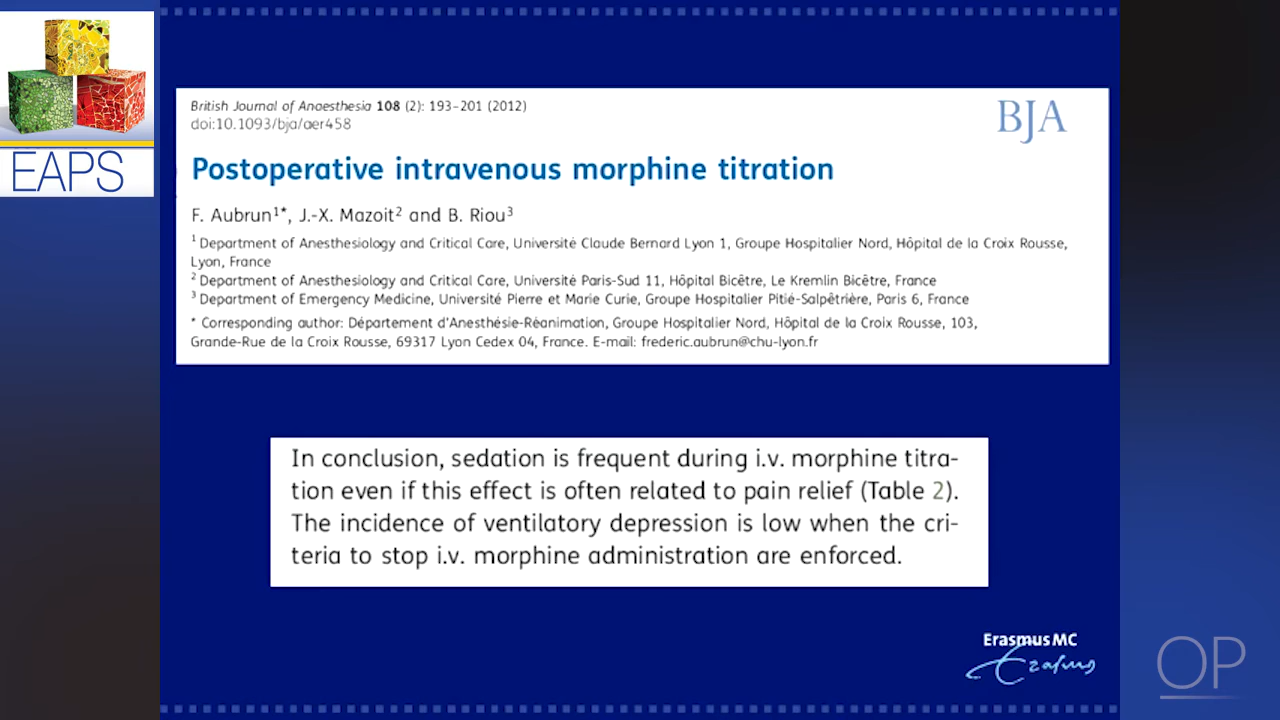 EAPS
British Journal of Anaesthesia 108 (2): 193–201 (2012)
doi:10.1093/bja/aer458
BJA
Postoperative intravenous morphine titration
F. Aubrun1*, J.-X. Mazoit2 and B. Riou3
1 Department of Anesthesiology and Critical Care, Université Claude Bernard Lyon 1, Groupe Hospitalier Nord, Hôpital de la Croix Rousse,
Lyon, France
2 Department of Anesthesiology and Critical Care, Université Paris-Sud 11, Hôpital Bicêtre, Le Kremlin Bicêtre, France
3 Department of Emergency Medicine, Université Pierre et Marie Curie, Groupe Hospitalier Pitié-Salpêtrière, Paris 6, France
* Corresponding author: Département d'Anesthésie-Réanimation, Groupe Hospitalier Nord, Hôpital de la Croix Rousse, 103,
Grande-Rue de la Croix Rousse, 69317 Lyon Cedex 04, France. E-mail: frederic.aubrun@chu-lyon.fr
In conclusion, sedation is frequent during i.v. morphine titra-
tion even if this effect is often related to pain relief (Table 2).
The incidence of ventilatory depression is low when the cri-
teria to stop i.v. morphine administration are enforced.
Erasmus MC
Erasmus
OP